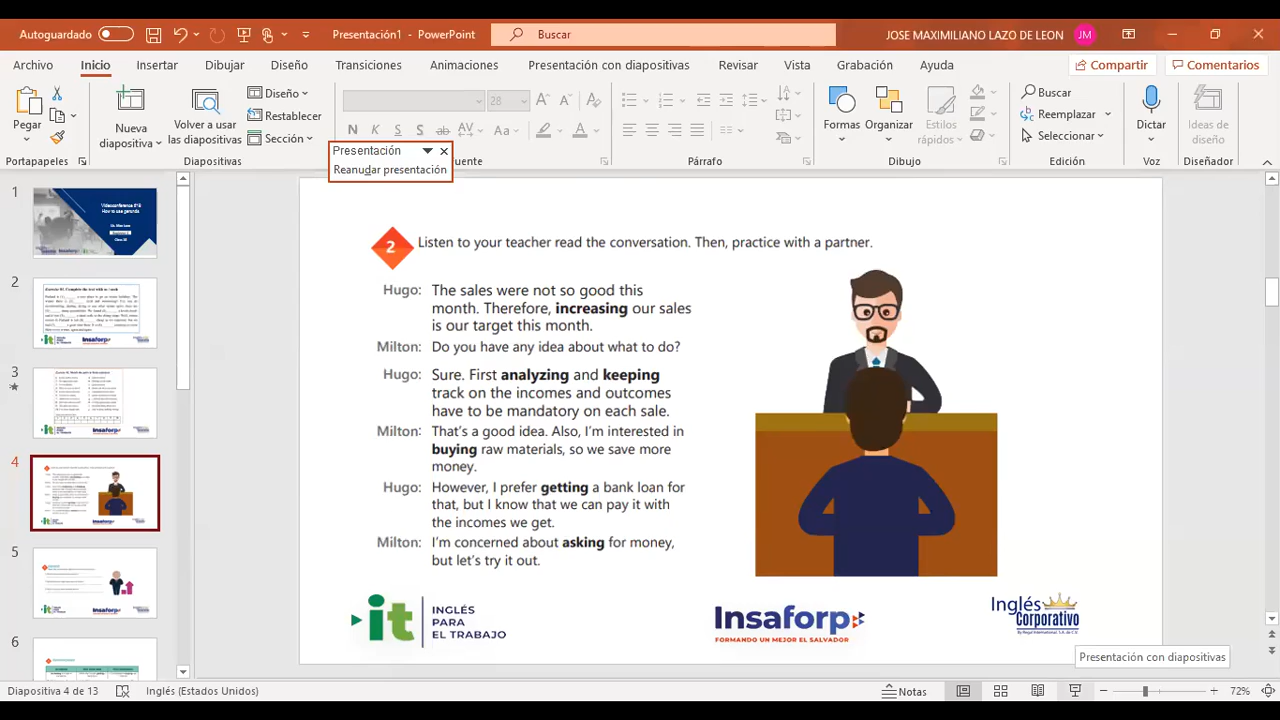 Autoguardado
Presentación1 - PowerPoint
Buscar
JOSE MAXIMILIANO LAZO DE LEON
JM
Archivo
Inicio
Insertar
Dibujar
Diseño
Transiciones
Animaciones
Presentación con diapositivas
Revisar
Vista
Grabación
Ayuda
Compartir
Comentarios
Pegar
Portapapeles
Nueva
diapositiva
Volver a usar
las diapositivas
Diseño
Restablecer
Sección
Diapositivas
28
Párrafo
Formas
Organizar
Estilos
rápidos
Dibujo
Buscar
Reemplazar
Seleccionar
Edición
Dictar
Voz
Ideas de
diseño
Diseñador
Presentación
Reanudar presentación
1
2
3
4
5
6
2
Listen to your teacher read the conversation. Then, practice with a partner.
Hugo: The sales were not so good this
month. Therefore, increasing our sales
is our target this month.
Milton: Do you have any idea about what to do?
Hugo: Sure. First analyzing and keeping
track on the incomes and outcomes
have to be mandatory on each sale.
Milton: That's a good idea. Also, I'm interested in
buying raw materials, so we save more
money.
Hugo: However, I prefer getting a bank loan for
that, but I know that we can pay it with
the incomes we get.
Milton: I'm concerned about asking for money,
but let's try it out.
it
INGLÉS
PARA
EL TRABAJO
Insaforp
FORMANDO UN MEJOR EL SALVADOR
Inglés
Corporativo
By Regal International, S.A. de C.V.
Presentación con diapositivas
Diapositiva 4 de 13
Inglés (Estados Unidos)
Notas
72%